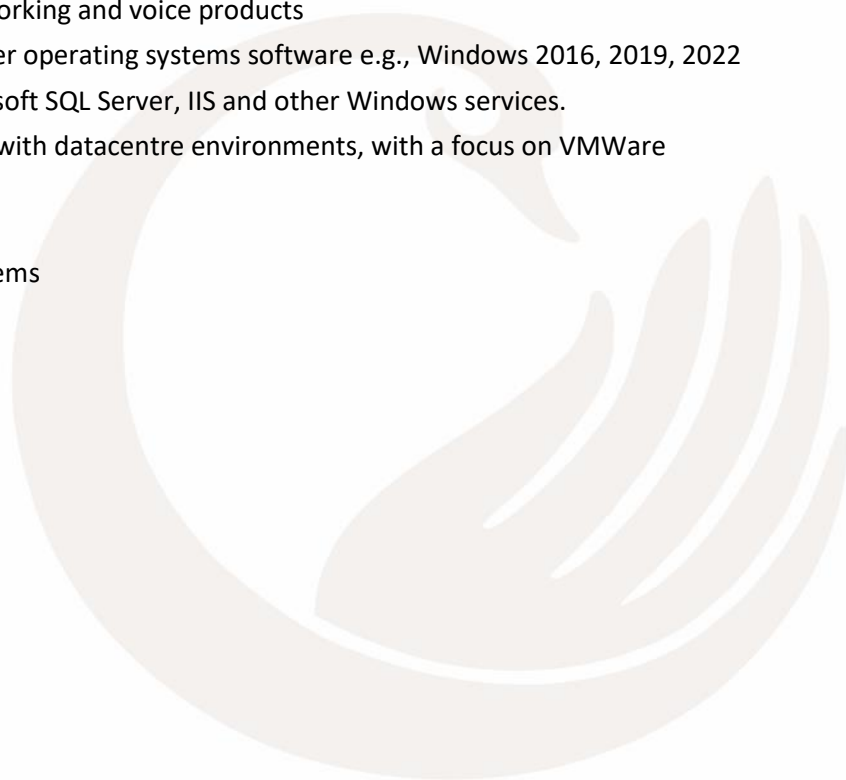 orking and voice products
er operating systems software e.g., Windows 2016, 2019, 2022
soft SQL Server, IIS and other Windows services.
with datacentre environments, with a focus on VMWare
ems